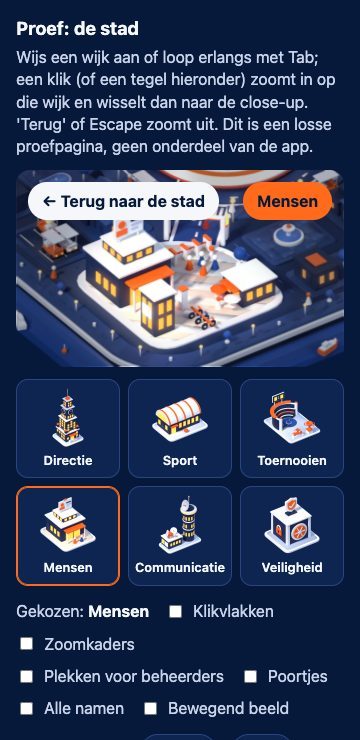 Proef: de stad
Wijs een wijk aan of loop erlangs met Tab;
een klik (of een tegel hieronder) zoomt in op
die wijk en wisselt dan naar de close-up.
'Terug' of Escape zoomt uit. Dit is een losse
proefpagina, geen onderdeel van de app.
← Terug naar de stad
Mensen
Directie
Sport
Toernooien
Mensen
Communicatie
Veiligheid
Gekozen: Mensen
Klikvlakken
Zoomkaders
Plekken voor beheerders
Poortjes
Alle namen
Bewegend beeld